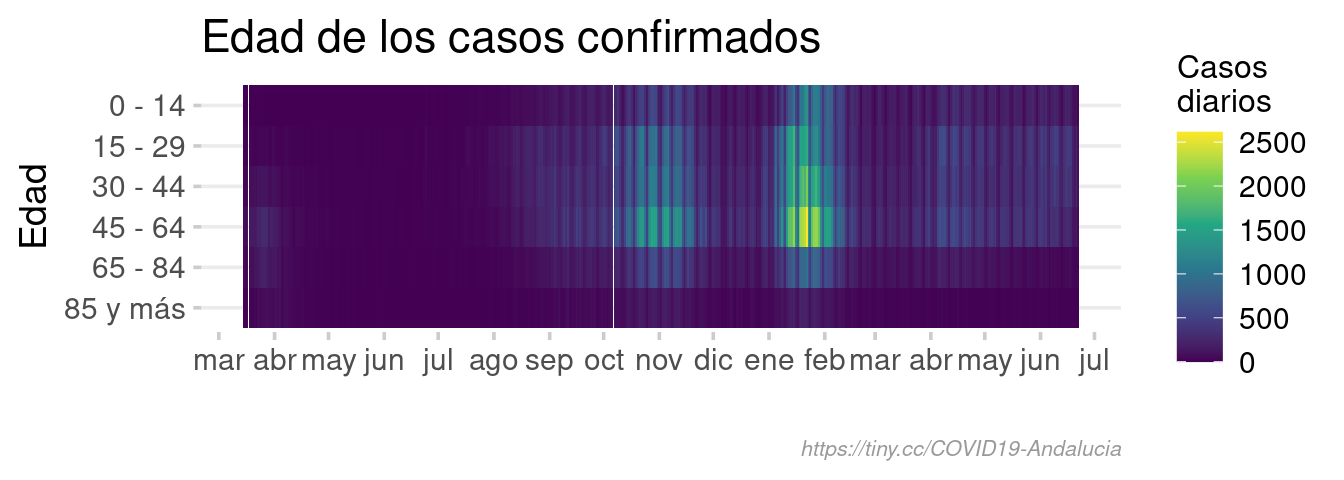 Edad de los casos confirmados
Edad
0 - 14
15 - 29
30 - 44
45 - 64
65 - 84
85 y más
mar abr may jun jul ago sep oct nov dic ene feb mar abr may jun jul
Casos
diarios
2500
2000
1500
1000
500
0
https://tiny.cc/COVID19-Andalucia